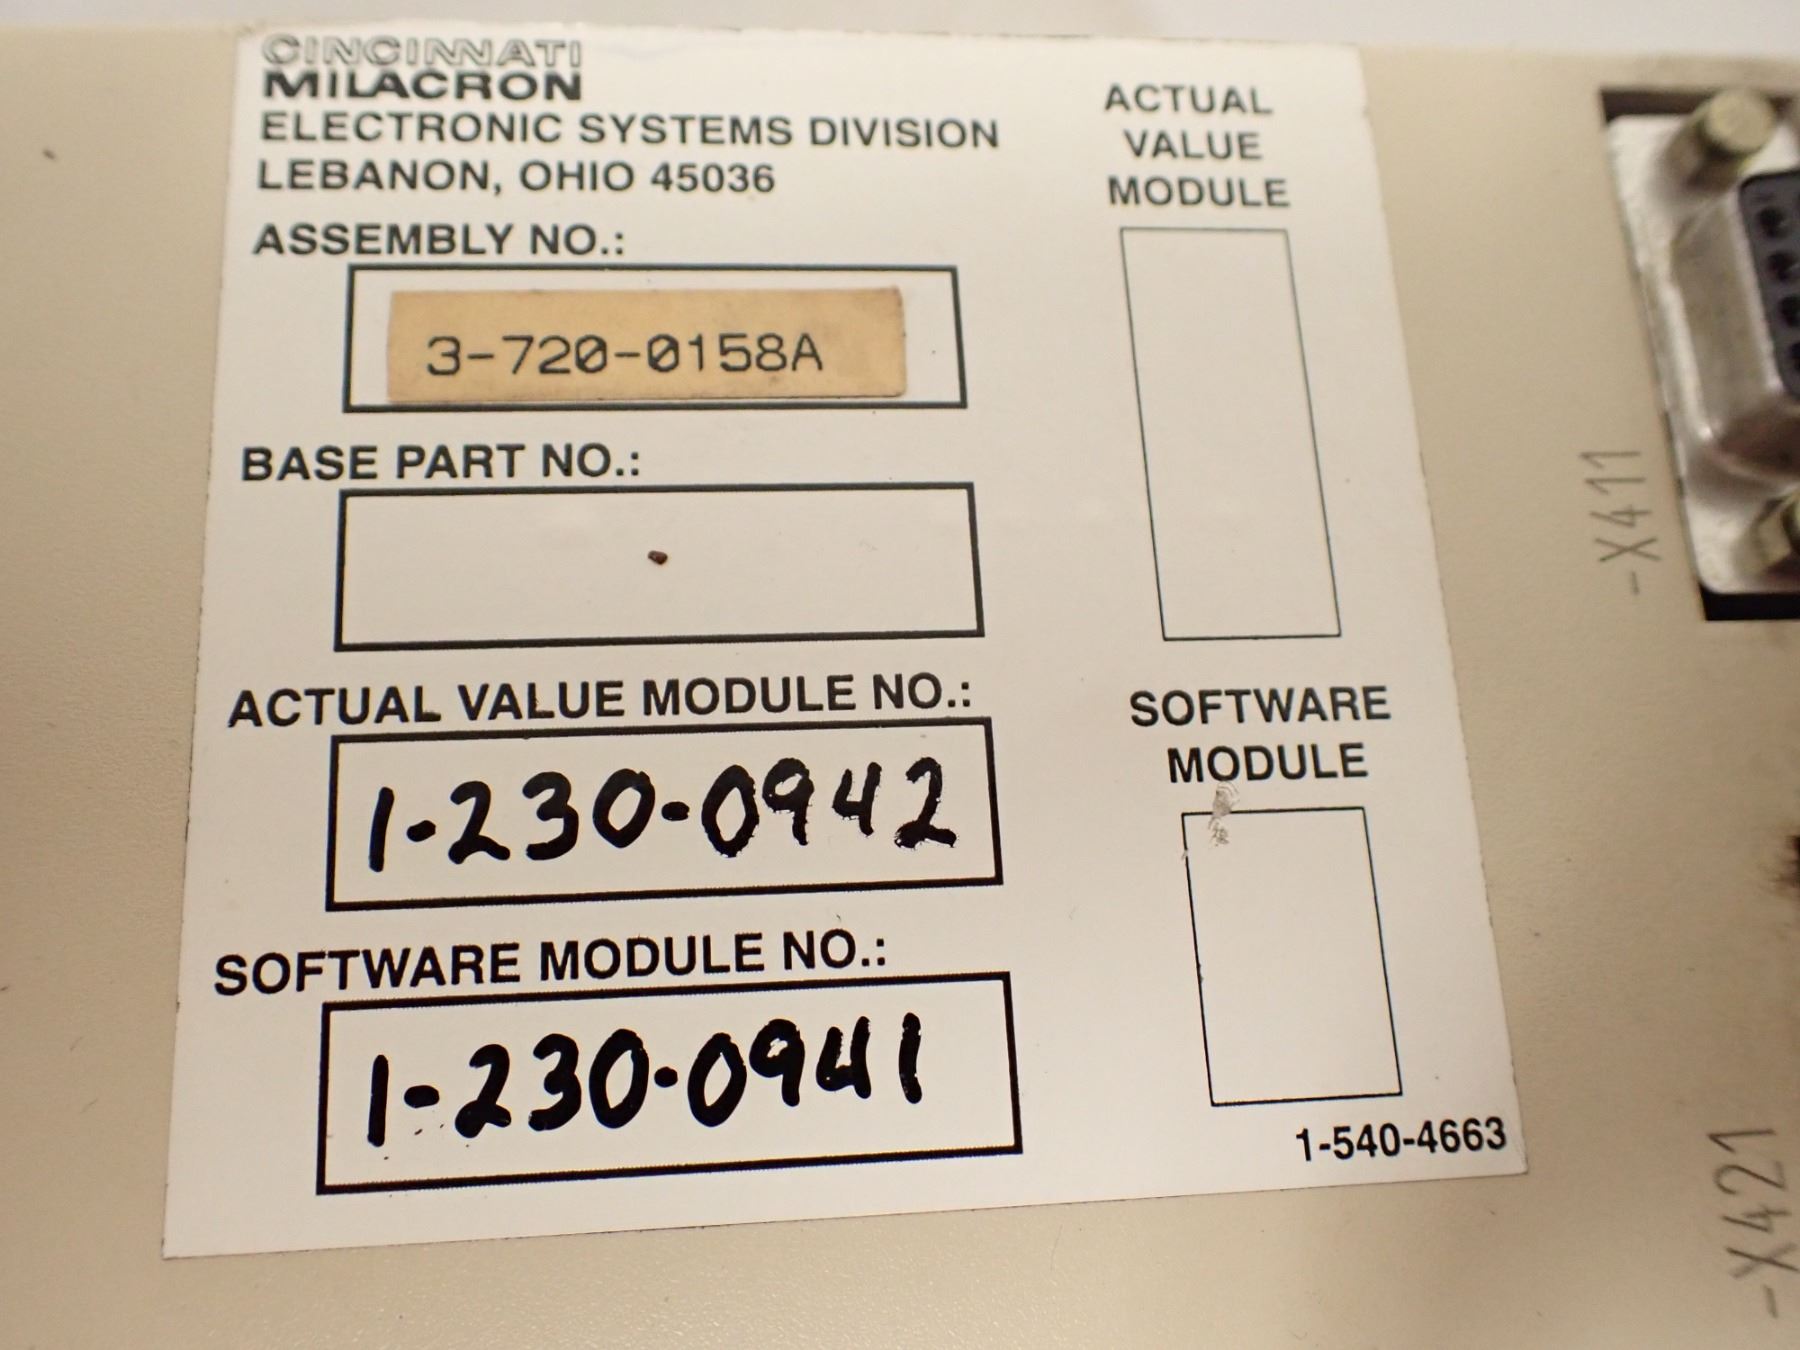 CINCINNATI
MILACRON
ELECTRONIC SYSTEMS DIVISION
LEBANON, OHIO 45036
ASSEMBLY NO.:
3-720-0158A
BASE PART NO.:
ACTUAL VALUE MODULE NO.:
1-230-0942
SOFTWARE MODULE NO.:
1-230-0941
ACTUAL
VALUE
MODULE
SOFTWARE
MODULE
1-540-4663
-X411
-X421